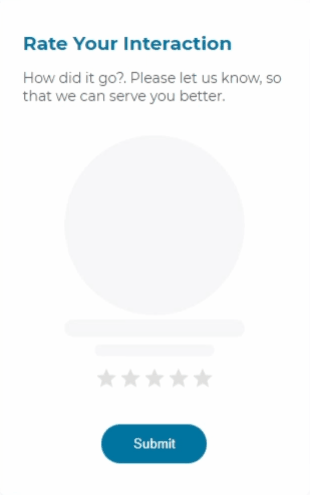 Rate Your Interaction
How did it go?. Please let us know, so
that we can serve you better.
Submit